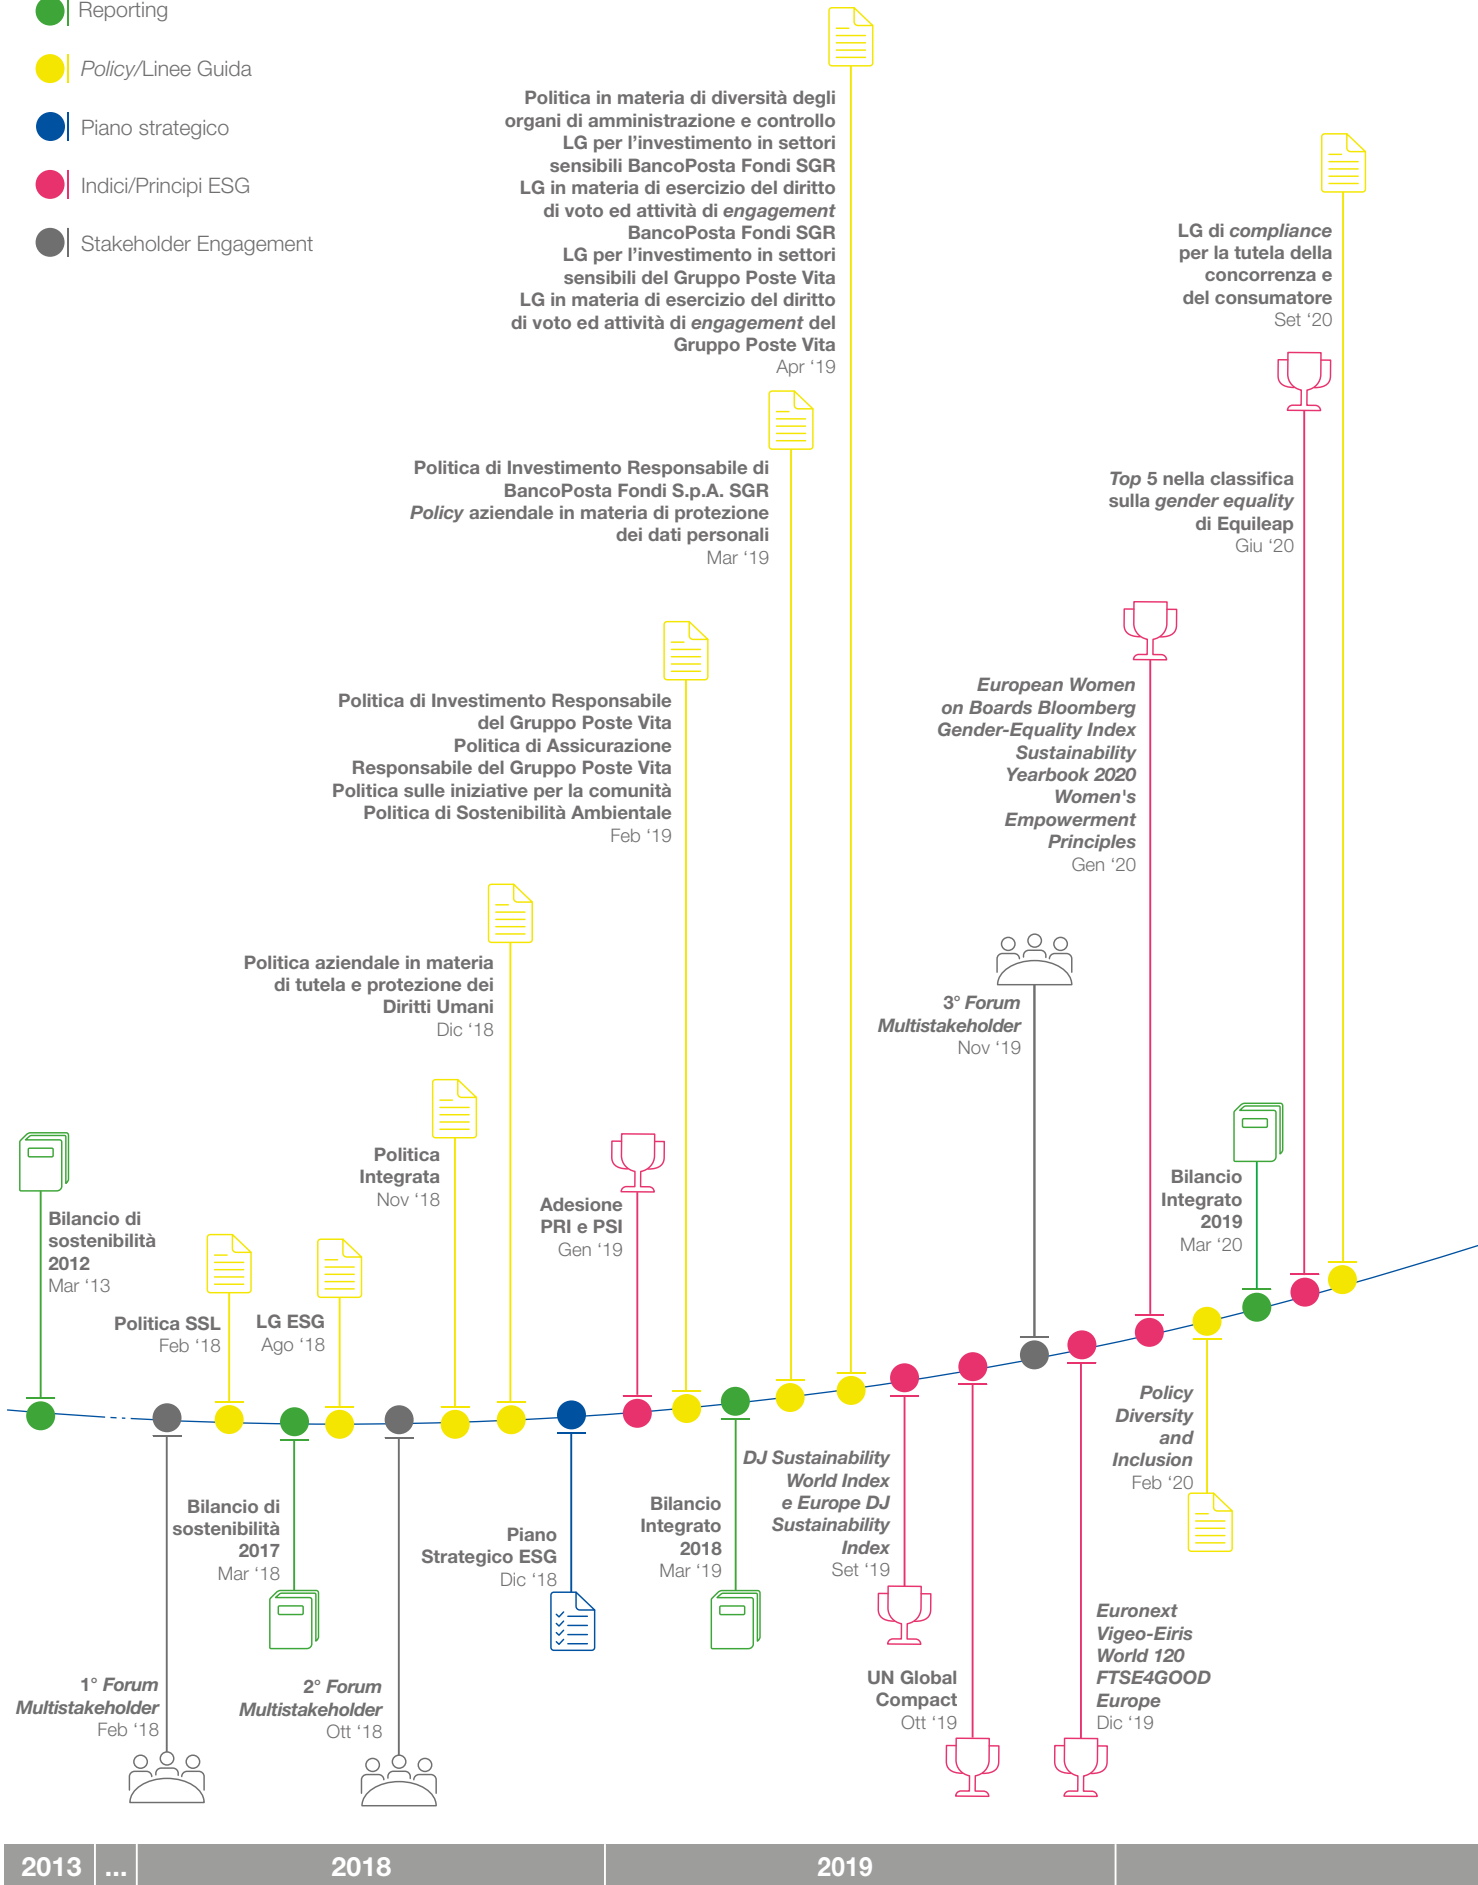 Reporting
Policy/Linee Guida
Piano strategico
Indici/Principi ESG
Stakeholder Engagement
Politica in materia di diversità degli
organi di amministrazione e controllo
LG per l’investimento in settori
sensibili BancoPosta Fondi SGR
LG in materia di esercizio del diritto
di voto ed attività di engagement
BancoPosta Fondi SGR
LG per l’investimento in settori
sensibili del Gruppo Poste Vita
LG in materia di esercizio del diritto
di voto ed attività di engagement del
Gruppo Poste Vita
Apr ‘19
LG di compliance
per la tutela della
concorrenza e
del consumatore
Set ‘20
Politica di Investimento Responsabile di
BancoPosta Fondi S.p.A. SGR
Policy aziendale in materia di protezione
dei dati personali
Mar ‘19
Top 5 nella classifica
sulla gender equality
di Equileap
Giu ‘20
Politica di Investimento Responsabile
del Gruppo Poste Vita
Politica di Assicurazione
Responsabile del Gruppo Poste Vita
Politica sulle iniziative per la comunità
Politica di Sostenibilità Ambientale
Feb ‘19
European Women
on Boards Bloomberg
Gender-Equality Index
Sustainability
Yearbook 2020
Women's
Empowerment
Principles
Gen ‘20
Politica aziendale in materia
di tutela e protezione dei
Diritti Umani
Dic ‘18
3° Forum
Multistakeholder
Nov ‘19
Politica
Integrata
Nov ‘18
Adesione
PRI e PSI
Gen ‘19
Bilancio
Integrato
2019
Mar ‘20
Bilancio di
sostenibilità
2012
Mar ‘13
Politica SSL
Feb ‘18
LG ESG
Ago ‘18
Policy
Diversity
and
Inclusion
Feb ‘20
Bilancio di
sostenibilità
2017
Mar ‘18
Piano
Strategico ESG
Dic ‘18
Bilancio
Integrato
2018
Mar ‘19
DJ Sustainability
World Index
e Europe DJ
Sustainability
Index
Set ‘19
Euronext
Vigeo-Eiris
World 120
FTSE4GOOD
Europe
Dic ‘19
1° Forum
Multistakeholder
Feb ‘18
2° Forum
Multistakeholder
Ott ‘18
UN Global
Compact
Ott ‘19
2013 ... 2018 2019